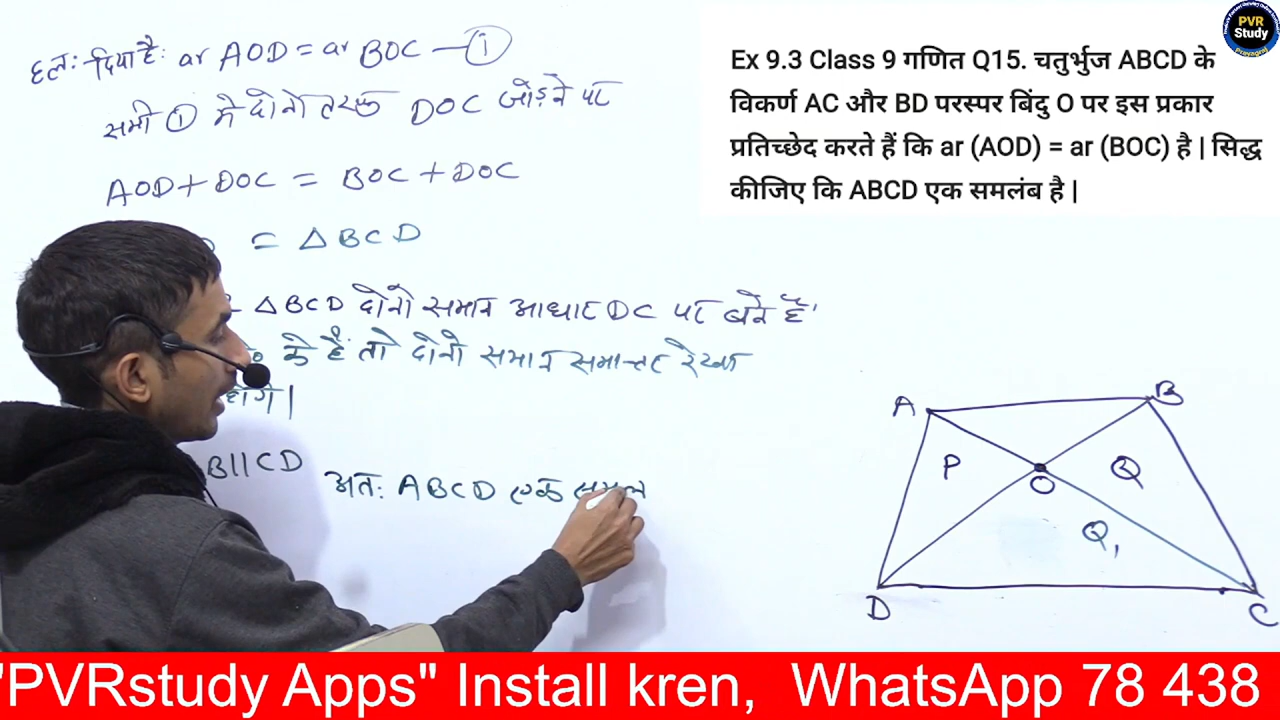 हल: दिया है: ar AOD = ar BOC — ①
समी ① मे दोनो तरफ DOC जोड़ने पर
AOD + DOC = BOC + DOC
= △BCD
△BCD दोनो समान आधार DC पर बने है।
के है तो दोनो समान समान्तर रेखा
होगे।
B||CD अत: ABCD एक समल
PVR
Study
Ex 9.3 Class 9 गणित Q15. चतुर्भुज ABCD के
विकर्ण AC और BD परस्पर बिंदु O पर इस प्रकार
प्रतिच्छेद करते हैं कि ar (AOD) = ar (BOC) है | सिद्ध
कीजिए कि ABCD एक समलंब है |
A
B
P
O
Q
Q,
D
C
"PVRstudy Apps" Install kren, WhatsApp 78 438